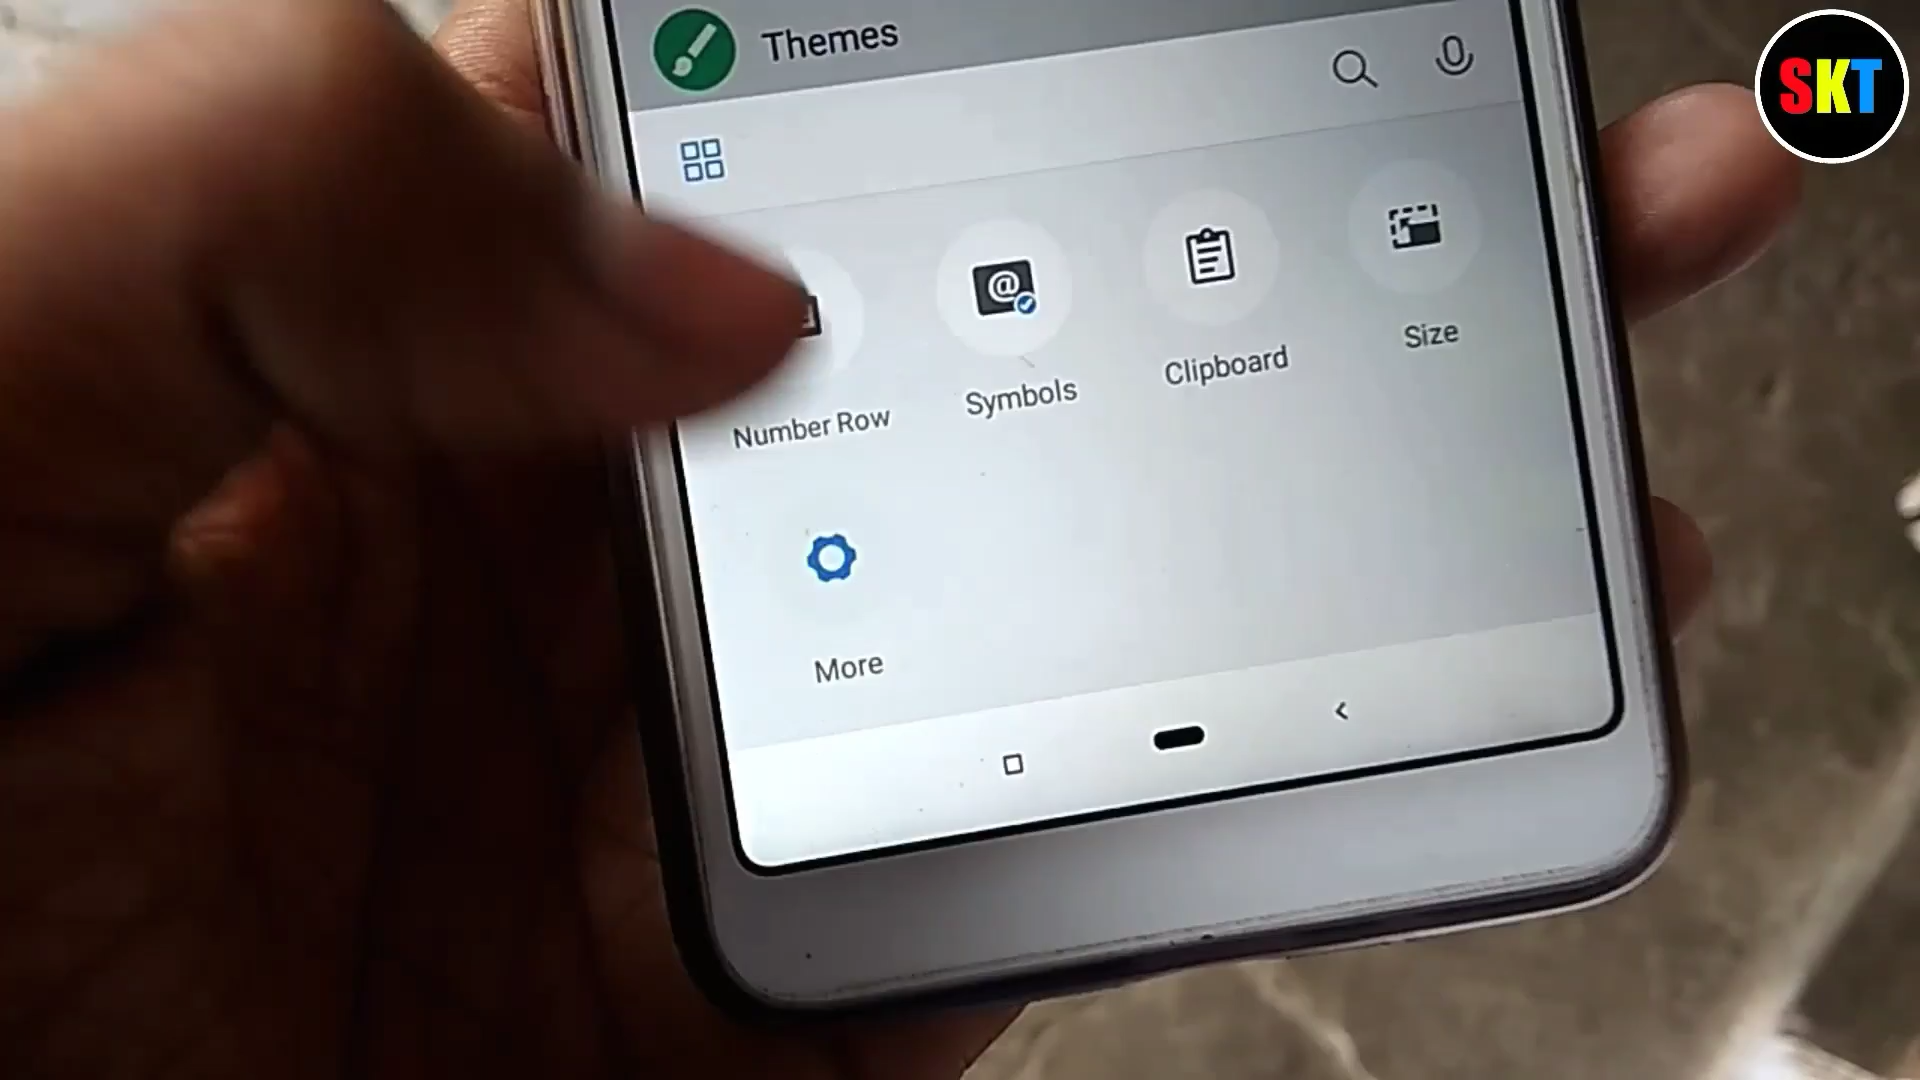 Themes
SKT
Number Row
Symbols
Clipboard
Size
More